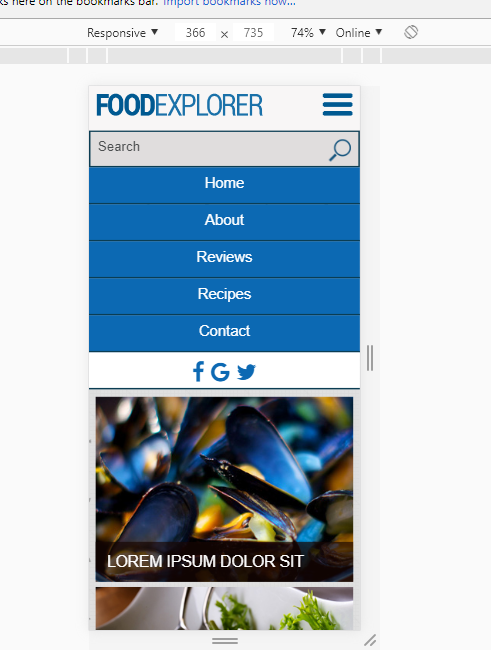 ks here on the bookmarks bar. Import bookmarks now...
Responsive ▼ 366 × 735 74% ▼ Online ▼
FOODEXPLORER
Search
Home
About
Reviews
Recipes
Contact
LOREM IPSUM DOLOR SIT